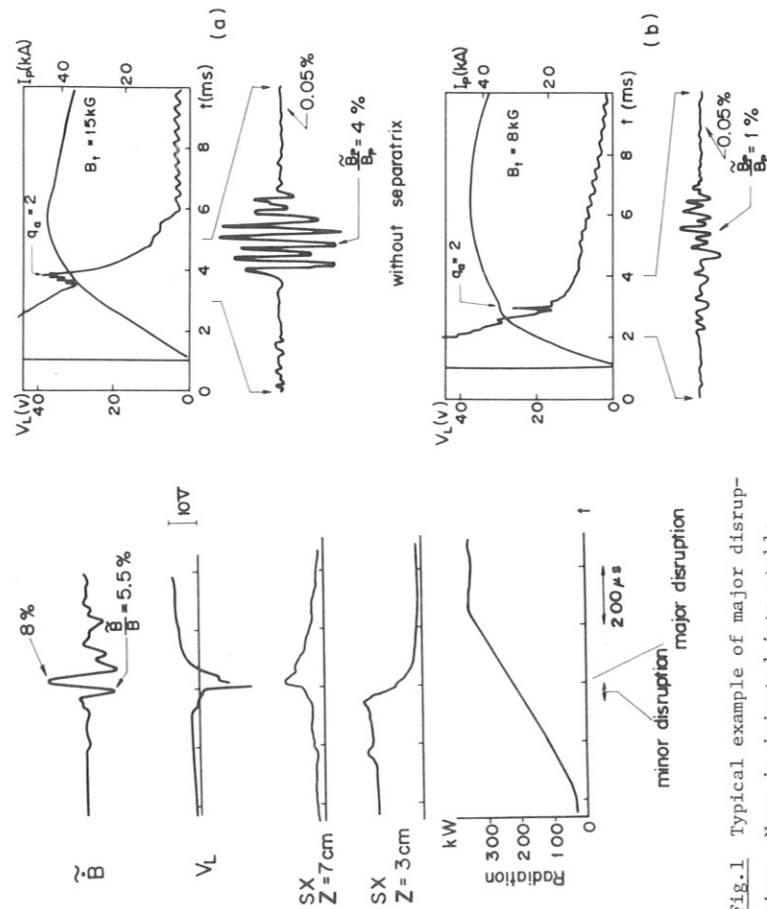 B̃̇
8%
B̃/B = 5.5%
V_L
10V
SX
Z = 7cm
SX
Z = 3cm
kW
300
200
100
0
Radiation
200μs
t
minor disruption
major disruption
Fig.1 Typical example of major disrup-
V_L(v)
40
20
0
q_a = 2
B_t = 15kG
I_P(kA)
40
20
0 2 4 6 8 t(ms)
(a)
0.05%
B̃_P/B_P = 4 %
without separatrix
V_L(v)
40
20
0
q_a = 2
B_t = 8kG
I_P(kA)
40
20
0 2 4 6 8 t (ms)
(b)
0.05%
B̃_P/B_P = 1 %